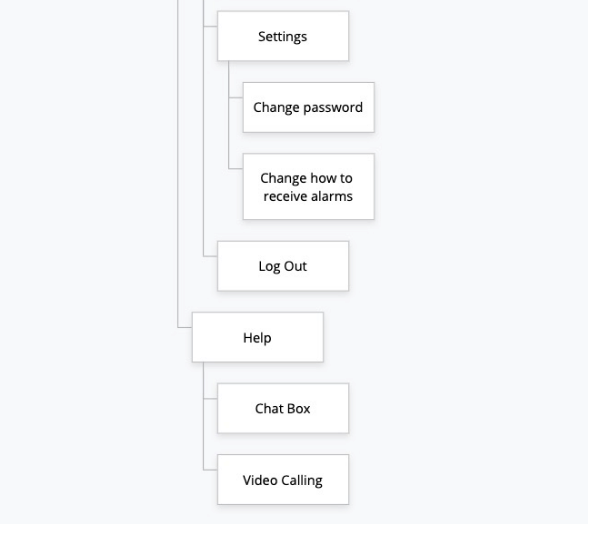 Settings
Change password
Change how to
receive alarms
Log Out
Help
Chat Box
Video Calling